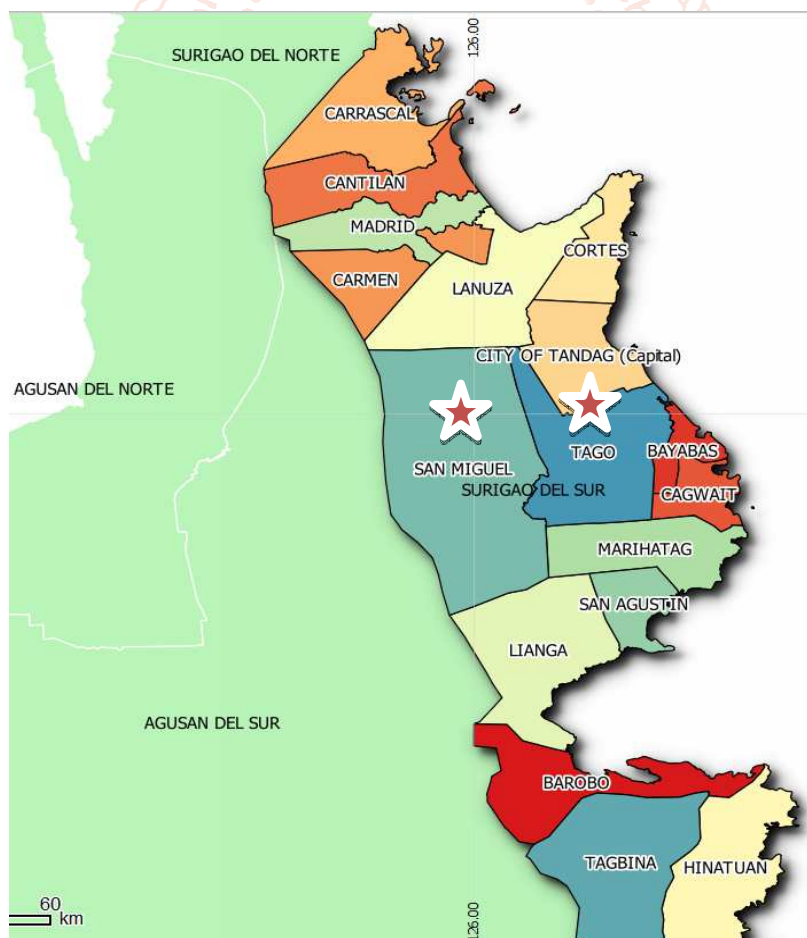 126.00
SURIGAO DEL NORTE
CARRASCAL
CANTILAN
MADRID
CORTES
CARMEN
LANUZA
CITY OF TANDAG (Capital)
AGUSAN DEL NORTE
BAYABAS
TAGO
SAN MIGUEL
SURIGAO DEL SUR
CAGWAIT
MARIHATAG
SAN AGUSTIN
LIANGA
AGUSAN DEL SUR
BAROBO
TAGBINA
HINATUAN
60
km
126.00